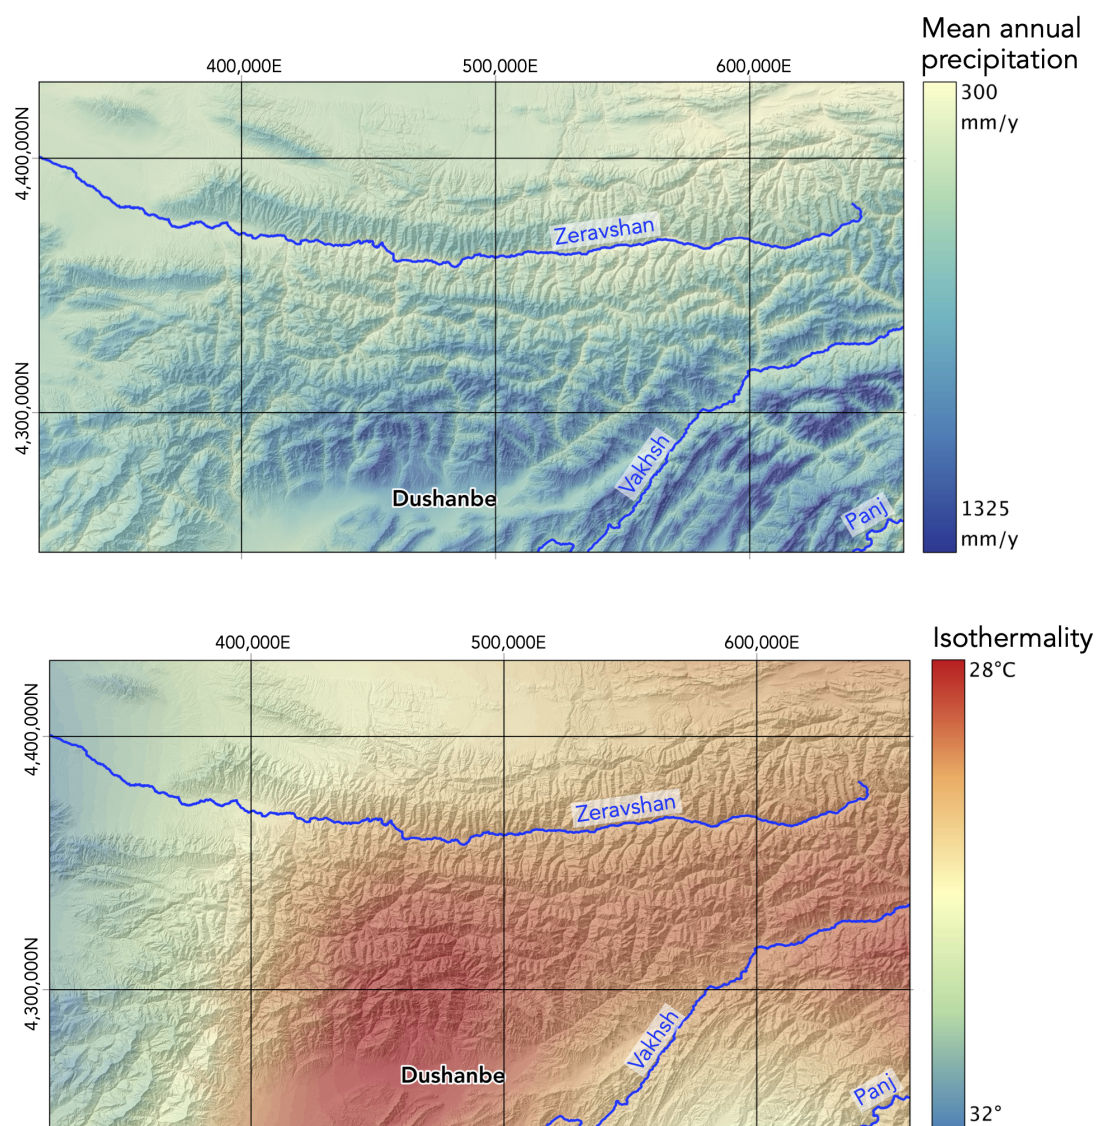 Mean annual
precipitation
400,000E
500,000E
600,000E
300
mm/y
4,400,000N
Zeravshan
4,300,000N
Vakhsh
Dushanbe
Panj
1325
mm/y
Isothermality
400,000E
500,000E
600,000E
28°C
4,400,000N
Zeravshan
4,300,000N
Vakhsh
Dushanbe
Panj
32°